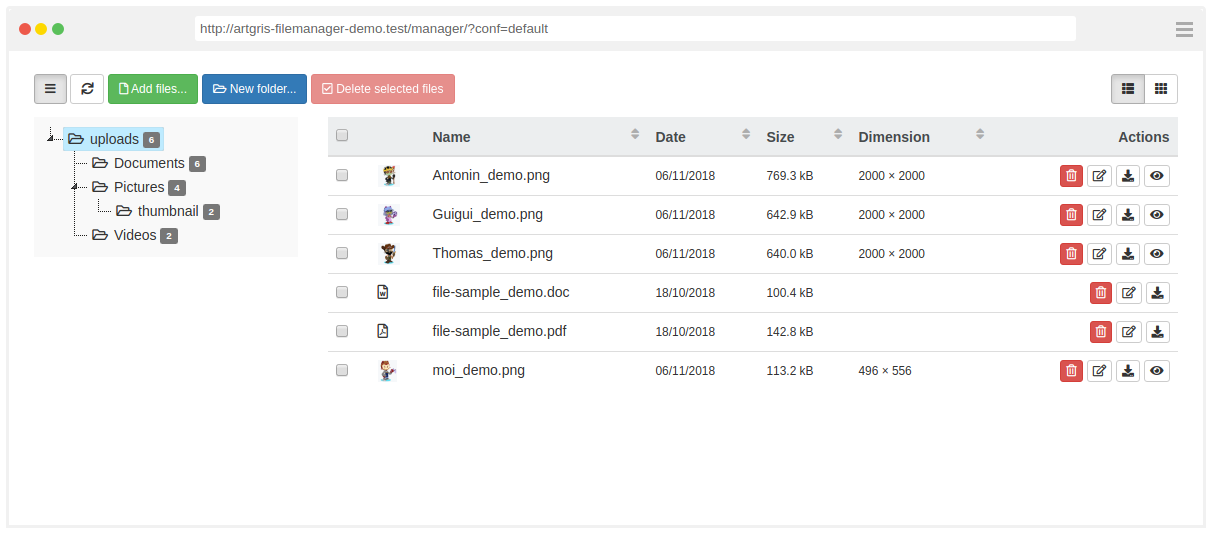 http://artgris-filemanager-demo.test/manager/?conf=default
Add files... New folder... Delete selected files
uploads 6
Documents 6
Pictures 4
thumbnail 2
Videos 2
Name Date Size Dimension Actions
Antonin_demo.png 06/11/2018 769.3 kB 2000 × 2000
Guigui_demo.png 06/11/2018 642.9 kB 2000 × 2000
Thomas_demo.png 06/11/2018 640.0 kB 2000 × 2000
W file-sample_demo.doc 18/10/2018 100.4 kB
file-sample_demo.pdf 18/10/2018 142.8 kB
moi_demo.png 06/11/2018 113.2 kB 496 × 556